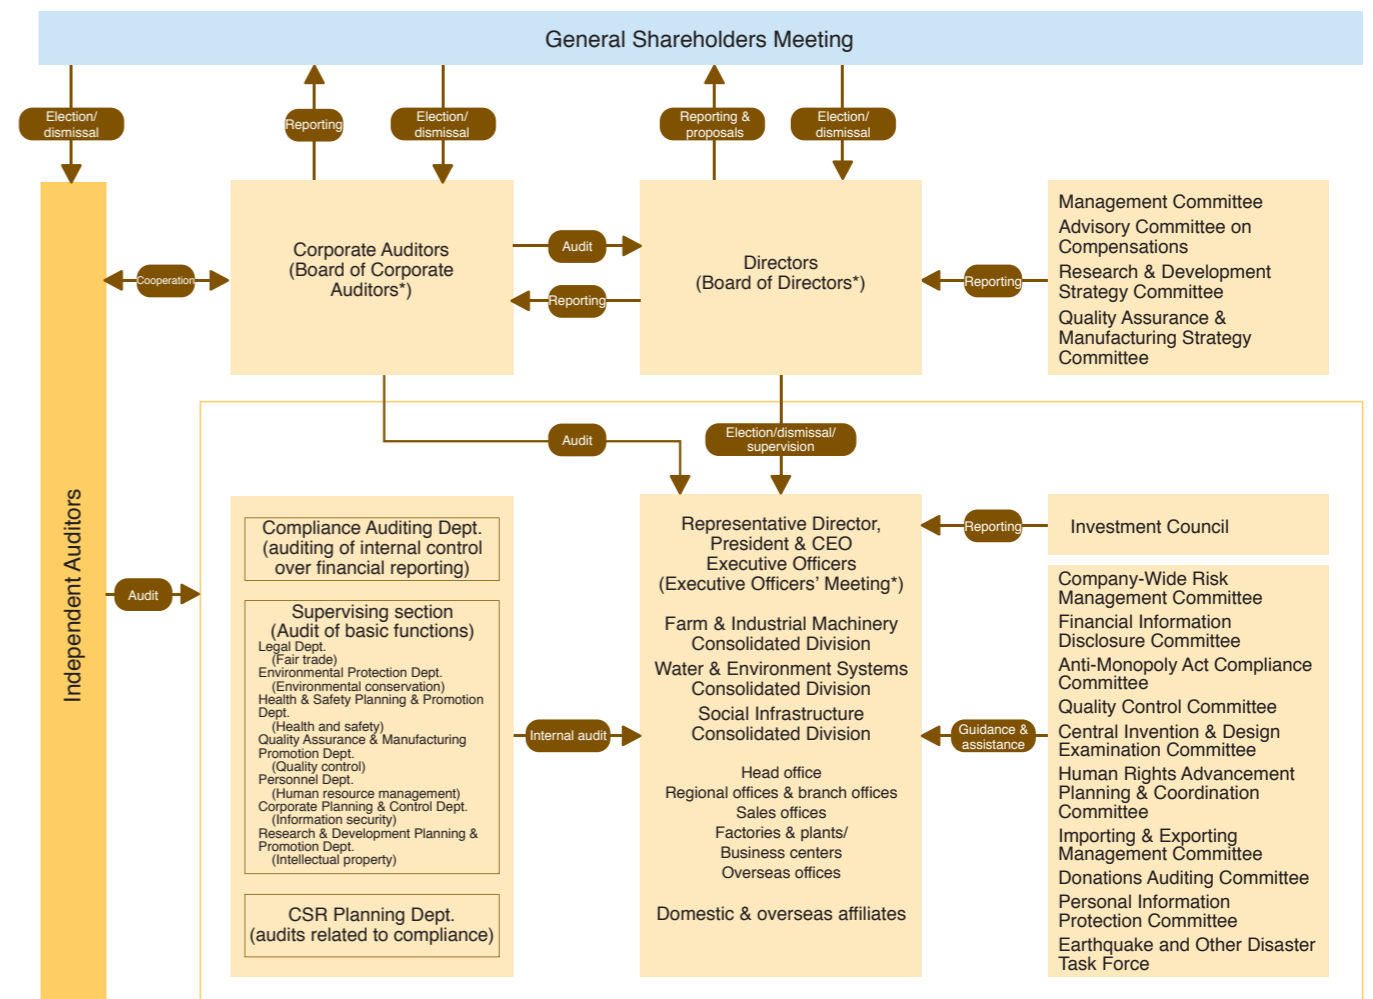 General Shareholders Meeting
Election/
dismissal
Reporting
Election/
dismissal
Reporting &
proposals
Election/
dismissal
Independent Auditors
Cooperation
Corporate Auditors
(Board of Corporate
Auditors*)
Audit
Reporting
Directors
(Board of Directors*)
Reporting
Management Committee
Advisory Committee on
Compensations
Research & Development
Strategy Committee
Quality Assurance &
Manufacturing Strategy
Committee
Audit
Election/dismissal/
supervision
Audit
Compliance Auditing Dept.
(auditing of internal control
over financial reporting)
Supervising section
(Audit of basic functions)
Legal Dept.
(Fair trade)
Environmental Protection Dept.
(Environmental conservation)
Health & Safety Planning & Promotion
Dept.
(Health and safety)
Quality Assurance & Manufacturing
Promotion Dept.
(Quality control)
Personnel Dept.
(Human resource management)
Corporate Planning & Control Dept.
(Information security)
Research & Development Planning &
Promotion Dept.
(Intellectual property)
CSR Planning Dept.
(audits related to compliance)
Internal audit
Representative Director,
President & CEO
Executive Officers
(Executive Officers' Meeting*)
Farm & Industrial Machinery
Consolidated Division
Water & Environment Systems
Consolidated Division
Social Infrastructure
Consolidated Division
Head office
Regional offices & branch offices
Sales offices
Factories & plants/
Business centers
Overseas offices
Domestic & overseas affiliates
Reporting
Investment Council
Guidance &
assistance
Company-Wide Risk
Management Committee
Financial Information
Disclosure Committee
Anti-Monopoly Act Compliance
Committee
Quality Control Committee
Central Invention & Design
Examination Committee
Human Rights Advancement
Planning & Coordination
Committee
Importing & Exporting
Management Committee
Donations Auditing Committee
Personal Information
Protection Committee
Earthquake and Other Disaster
Task Force